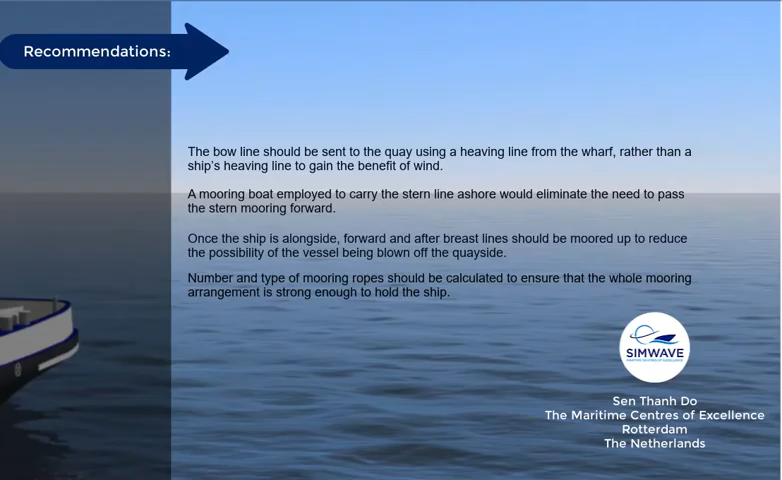 Recommendations:
The bow line should be sent to the quay using a heaving line from the wharf, rather than a
ship's heaving line to gain the benefit of wind.
A mooring boat employed to carry the stern line ashore would eliminate the need to pass
the stern mooring forward.
Once the ship is alongside, forward and after breast lines should be moored up to reduce
the possibility of the vessel being blown off the quayside.
Number and type of mooring ropes should be calculated to ensure that the whole mooring
arrangement is strong enough to hold the ship.
SIMWAVE
MARITIME CENTRES OF EXCELLENCE
Sen Thanh Do
The Maritime Centres of Excellence
Rotterdam
The Netherlands